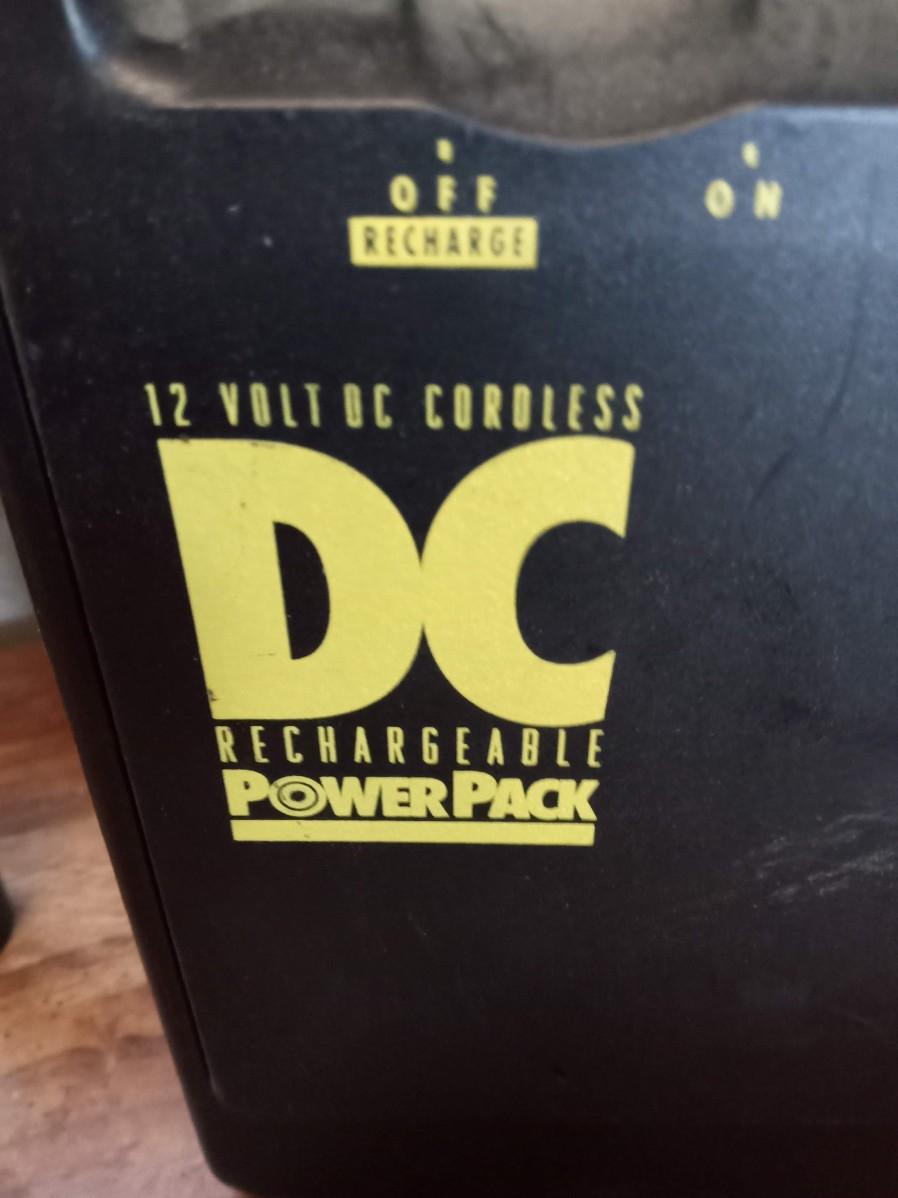 OFF ON
RECHARGE
12 VOLT DC CORDLESS
DC
RECHARGEABLE
POWERPACK